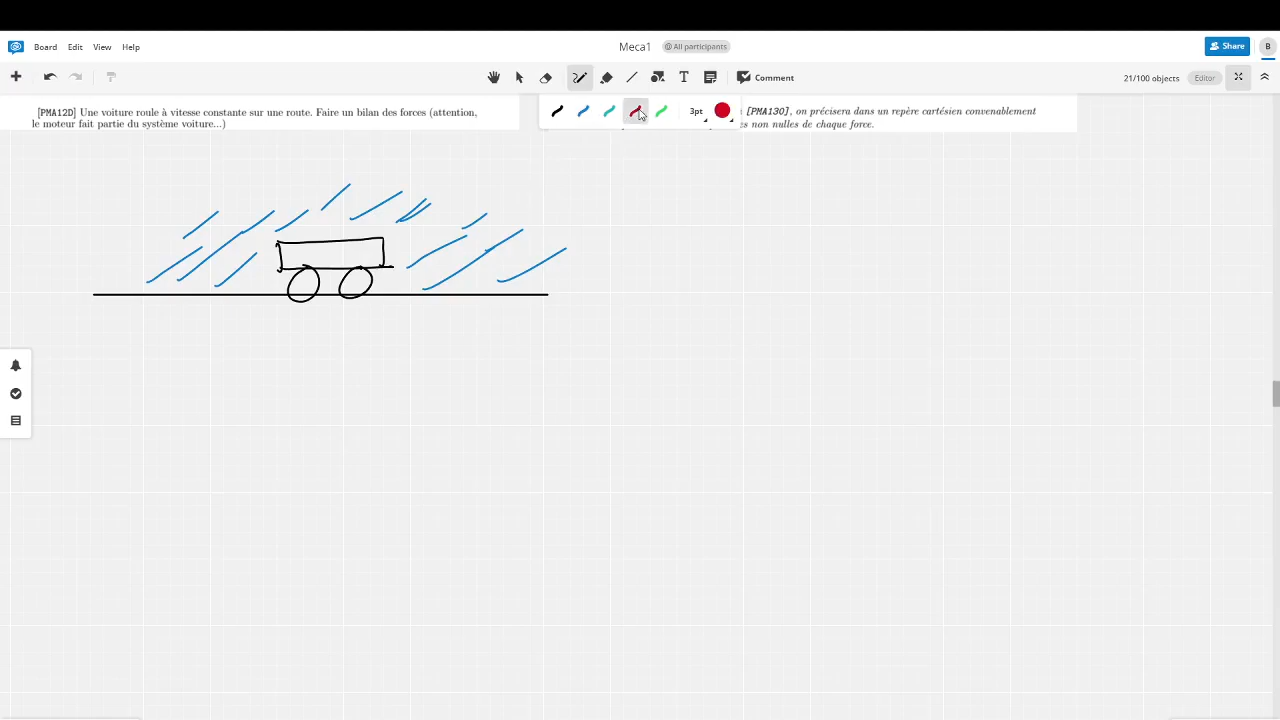 Board Edit View Help
Meca1
@ All participants
Share
B
Comment
21/100 objects
Editor
[PMA12D] Une voiture roule à vitesse constante sur une route. Faire un bilan des forces (attention,
le moteur fait partie du système voiture...)
3pt
[PMA130], on précisera dans un repère cartésien convenablement
non nulles de chaque force.